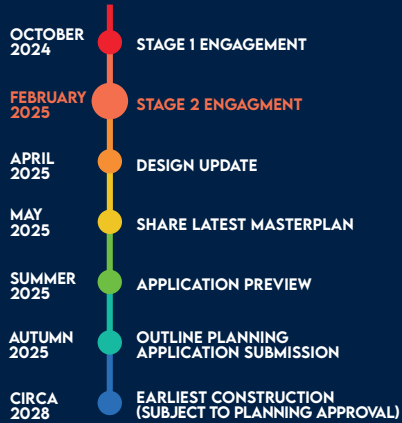 OCTOBER
2024
STAGE 1 ENGAGEMENT
FEBRUARY
2025
STAGE 2 ENGAGMENT
APRIL
2025
DESIGN UPDATE
MAY
2025
SHARE LATEST MASTERPLAN
SUMMER
2025
APPLICATION PREVIEW
AUTUMN
2025
OUTLINE PLANNING
APPLICATION SUBMISSION
CIRCA
2028
EARLIEST CONSTRUCTION
(SUBJECT TO PLANNING APPROVAL)